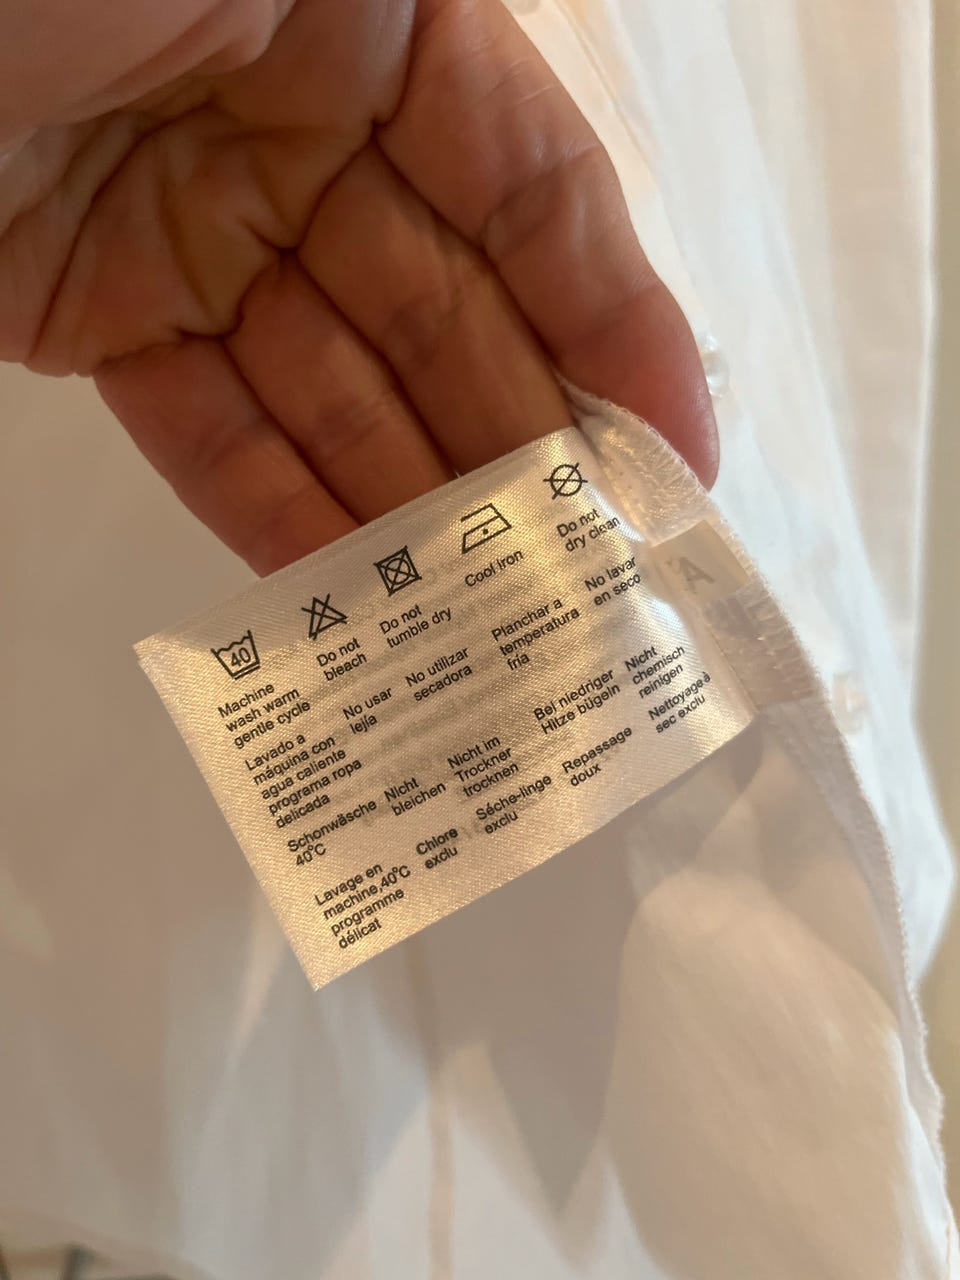 40
Machine
wash warm
gentle cycle
Do not
bleach
Do not
tumble dry
Cool iron
Do not
dry clean
Lavado a
máquina con
agua caliente
programa ropa
delicada
No usar
lejía
No utilizar
secadora
Planchar a
temperatura
fría
No lavar
en seco
Schonwäsche
40°C
Nicht
bleichen
Nicht im
Trockner
trocknen
Bei niedriger
Hitze bügeln
Nicht
chemisch
reinigen
Lavage en
machine,40°C
programme
délicat
Chlore
exclu
Séche-linge
exclu
Repassage
doux
Nettoyage à
sec exclu
A